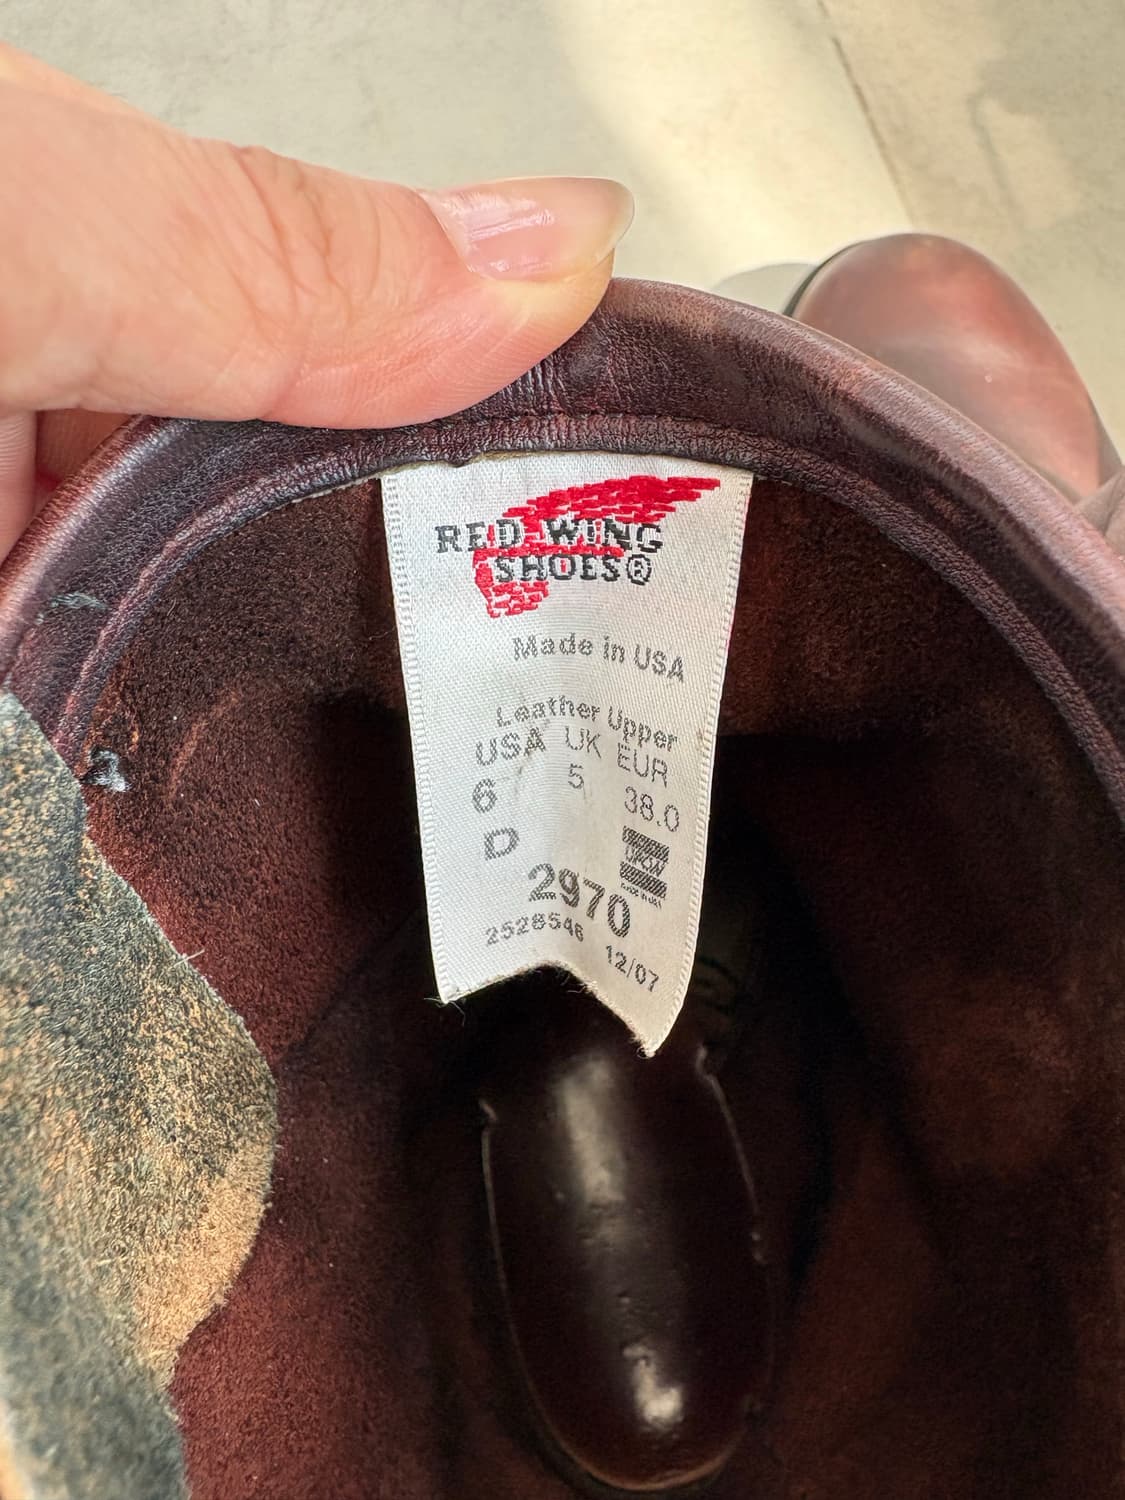 RED WING
SHOES®
Made in USA
Leather Upper
USA UK EUR
6 5 38.0
D
2970
2528546 12/07